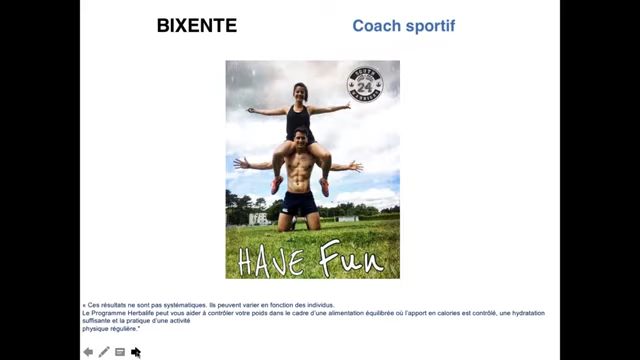 BIXENTE
Coach sportif
24
HAVE Fun
« Ces résultats ne sont pas systématiques. Ils peuvent varier en fonction des individus.
Le Programme Herbalife peut vous aider à contrôler votre poids dans le cadre d'une alimentation équilibrée où l'apport en calories est contrôlé, une hydratation
suffisante et la pratique d'une activité
physique régulière."